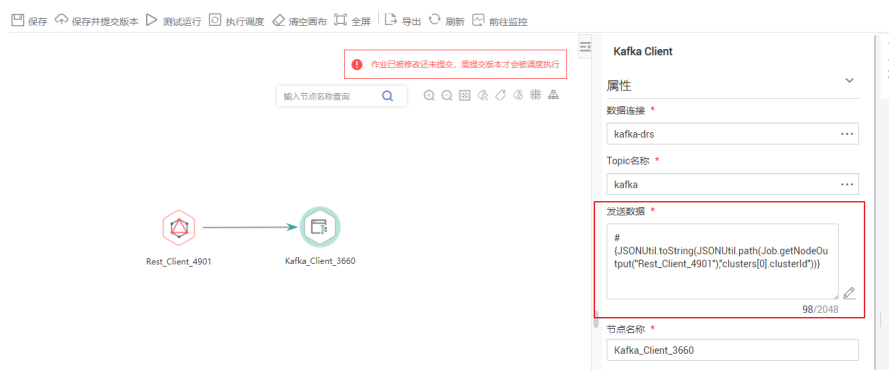 保存 保存并提交版本 测试运行 执行调度 清空画布 全屏 导出 刷新 前往监控
作业已被修改还未提交，需提交版本才会被调度执行
输入节点名称查询
Rest_Client_4901
Kafka_Client_3660
Kafka Client
属性
数据连接 *
kafka-drs ...
Topic名称 *
kafka ...
发送数据 *
#
{JSONUtil.toString(JSONUtil.path(Job.getNodeOu
tput("Rest_Client_4901"),"clusters[0].clusterId"))}
98/2048
节点名称 *
Kafka_Client_3660